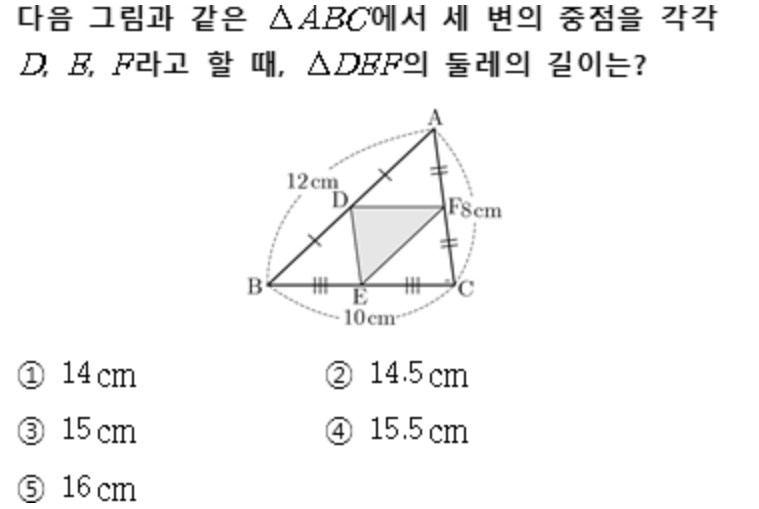 다음 그림과 같은 △ABC에서 세 변의 중점을 각각
D, E, F라고 할 때, △DEF의 둘레의 길이는?
A
12cm
D
F8cm
B
E
C
10cm
① 14cm ② 14.5cm
③ 15cm ④ 15.5cm
⑤ 16cm